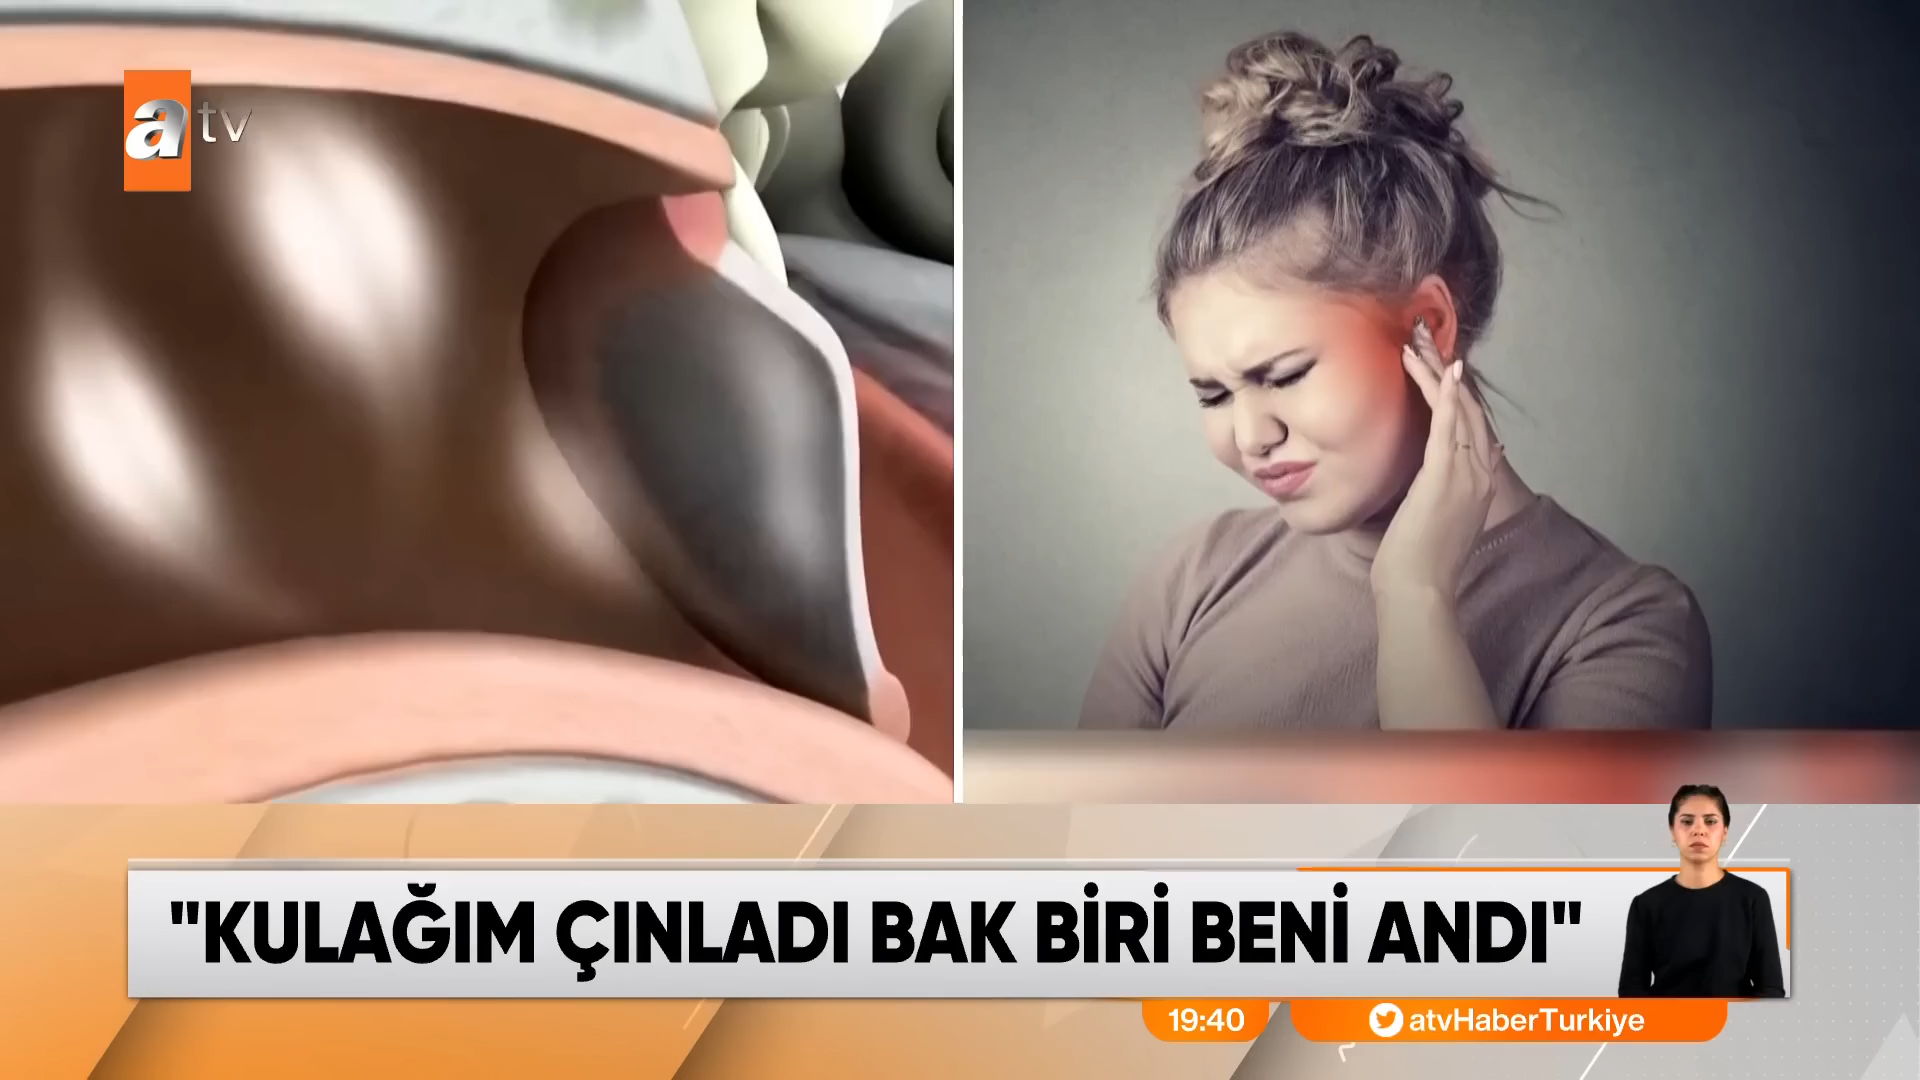 atv
"KULAĞIM ÇINLADI BAK BİRİ BENİ ANDI"
19:40
atvHaberTurkiye